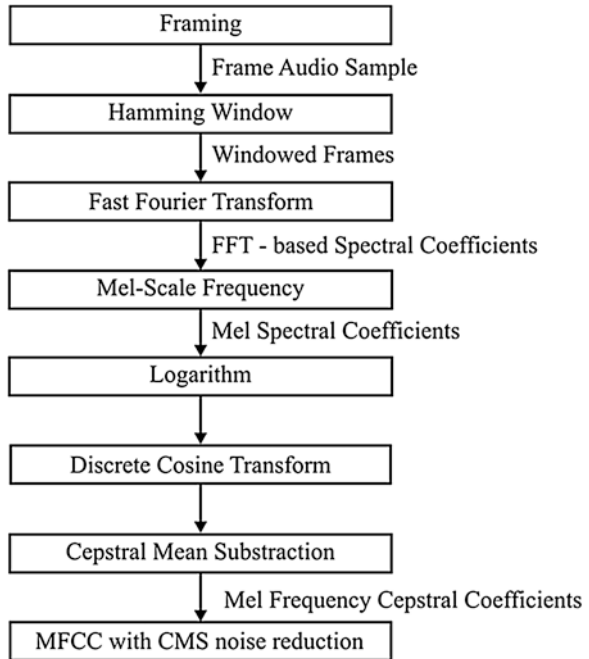 Framing
Frame Audio Sample
Hamming Window
Windowed Frames
Fast Fourier Transform
FFT - based Spectral Coefficients
Mel-Scale Frequency
Mel Spectral Coefficients
Logarithm
Discrete Cosine Transform
Cepstral Mean Substraction
Mel Frequency Cepstral Coefficients
MFCC with CMS noise reduction